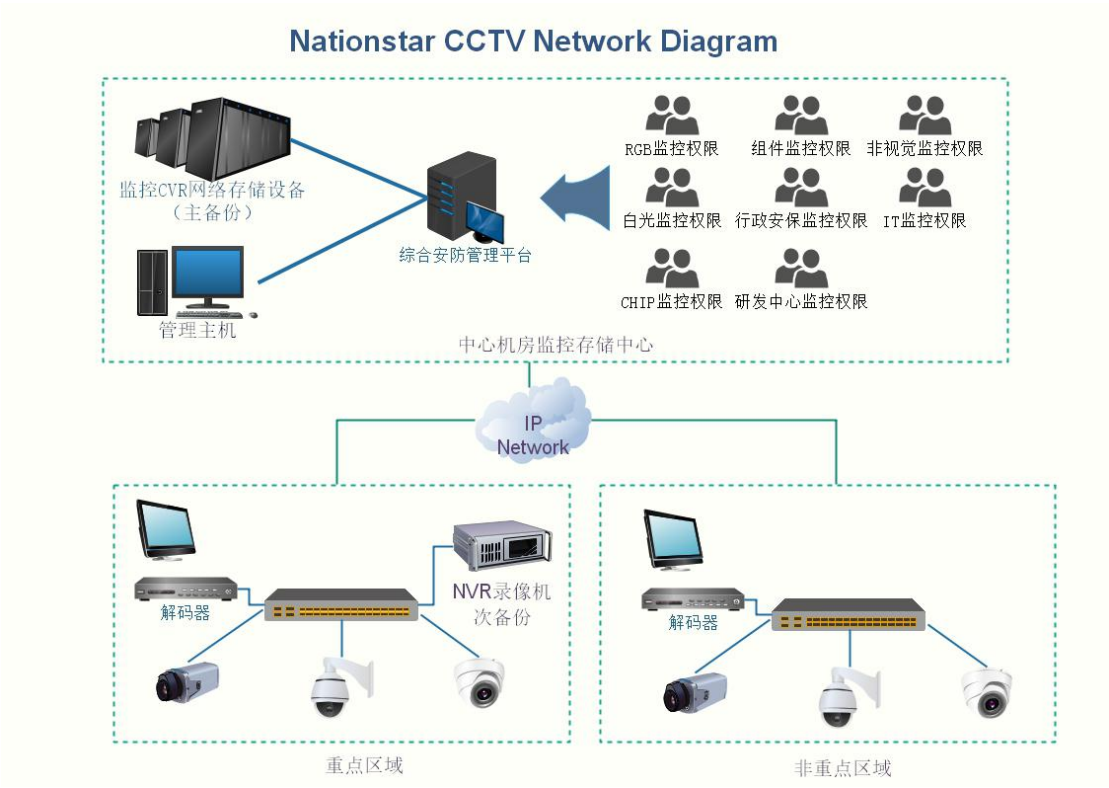 Nationstar CCTV Network Diagram
RGB监控权限
组件监控权限
非视觉监控权限
监控CVR网络存储设备
（主备份）
白光监控权限
行政安保监控权限
IT监控权限
综合安防管理平台
CHIP监控权限
研发中心监控权限
管理主机
中心机房监控存储中心
IP
Network
解码器
NVR录像机
次备份
解码器
重点区域
非重点区域